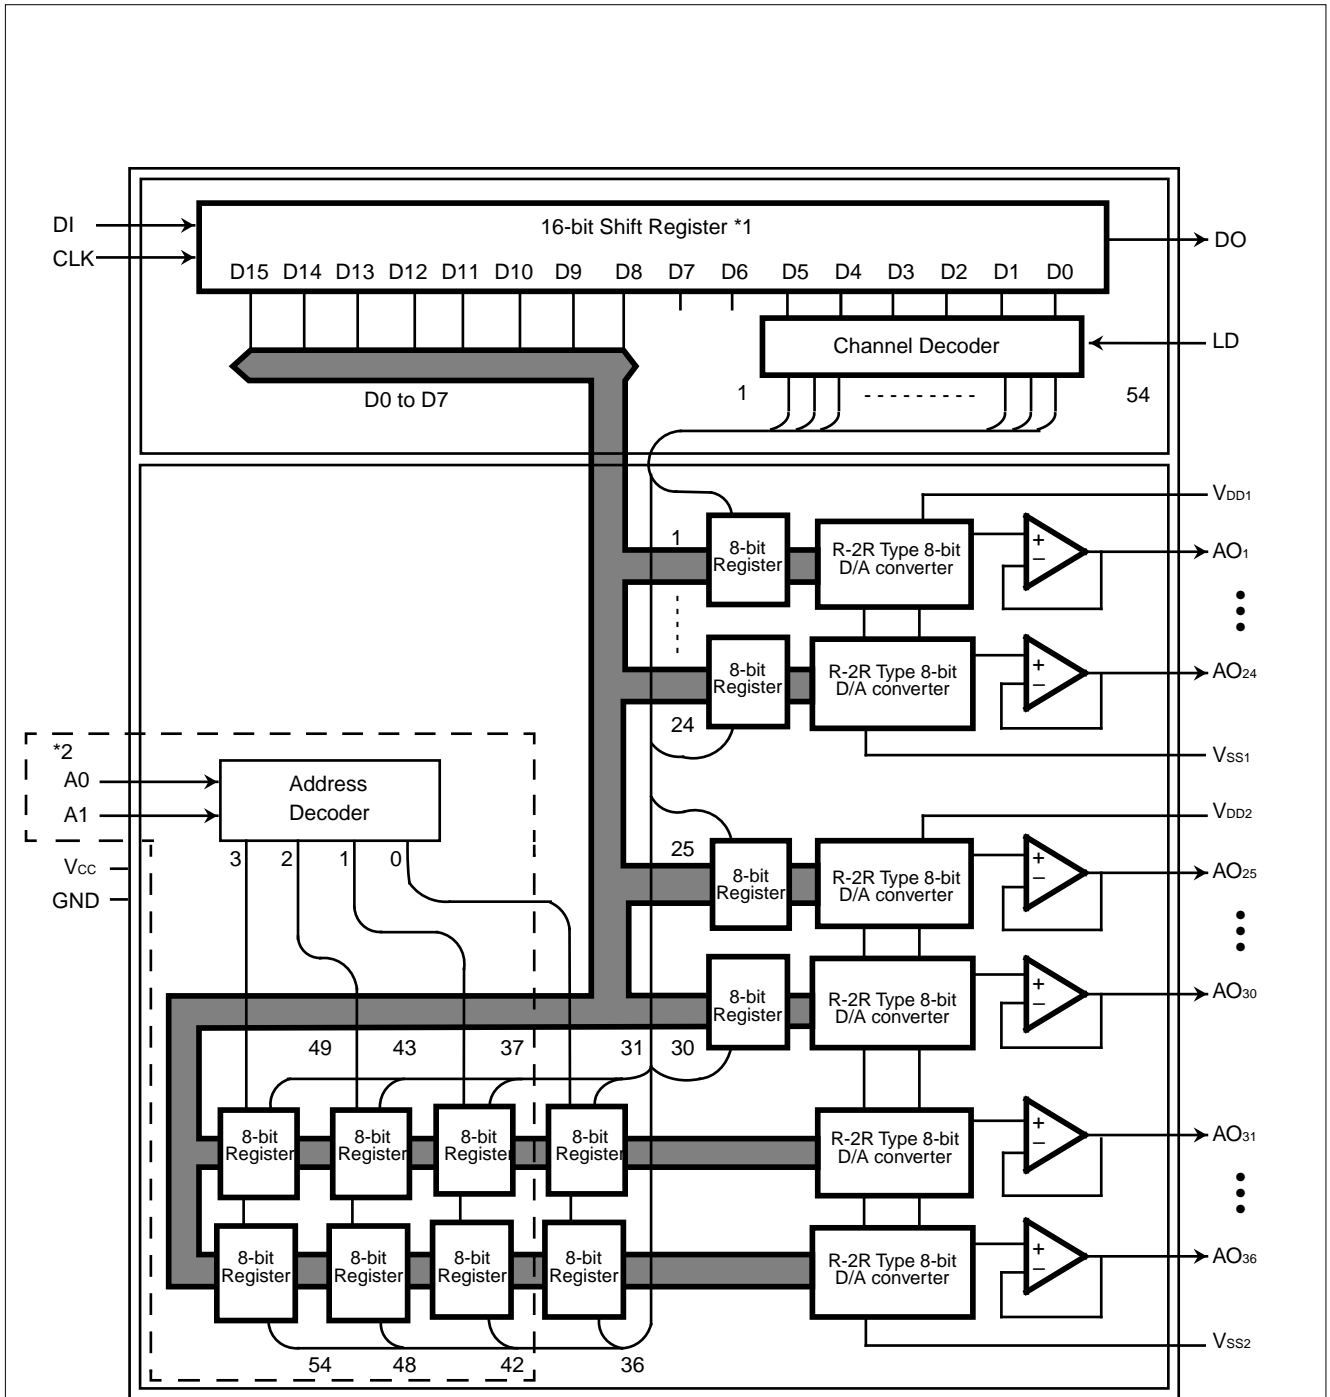 DI
CLK
16-bit Shift Register *1
D15 D14 D13 D12 D11 D10 D9 D8 D7 D6 D5 D4 D3 D2 D1 D0
DO
Channel Decoder
LD
D0 to D7
1
54
VDD1
1
8-bit
Register
R-2R Type 8-bit
D/A converter
+
−
AO1
8-bit
Register
R-2R Type 8-bit
D/A converter
+
−
AO24
24
VSS1
*2
A0
A1
Address
Decoder
3 2 1 0
VCC
GND
VDD2
25
8-bit
Register
R-2R Type 8-bit
D/A converter
+
−
AO25
8-bit
Register
R-2R Type 8-bit
D/A converter
+
−
AO30
49 43 37 31 30
8-bit
Register
8-bit
Register
8-bit
Register
8-bit
Register
R-2R Type 8-bit
D/A converter
+
−
AO31
8-bit
Register
8-bit
Register
8-bit
Register
8-bit
Register
R-2R Type 8-bit
D/A converter
+
−
AO36
VSS2
54 48 42 36